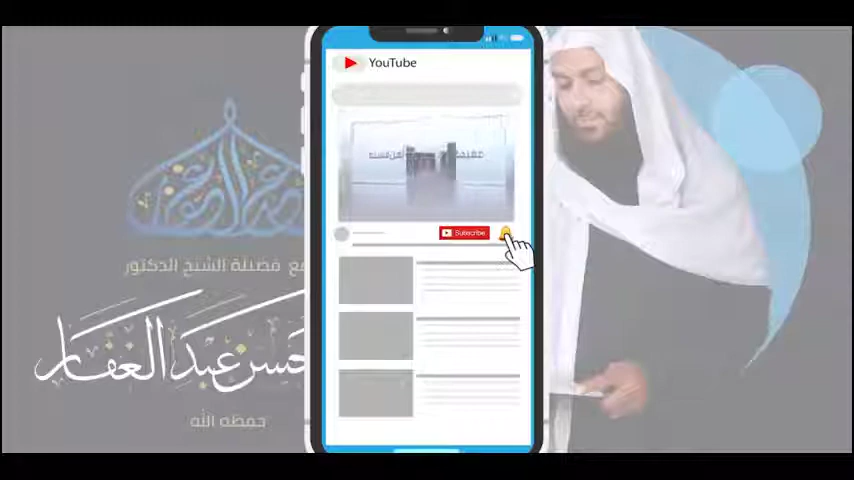 YouTube
Subscribe
مع فضيلة الشيخ الدكتور
حسن عبد الغفار
حفظه الله